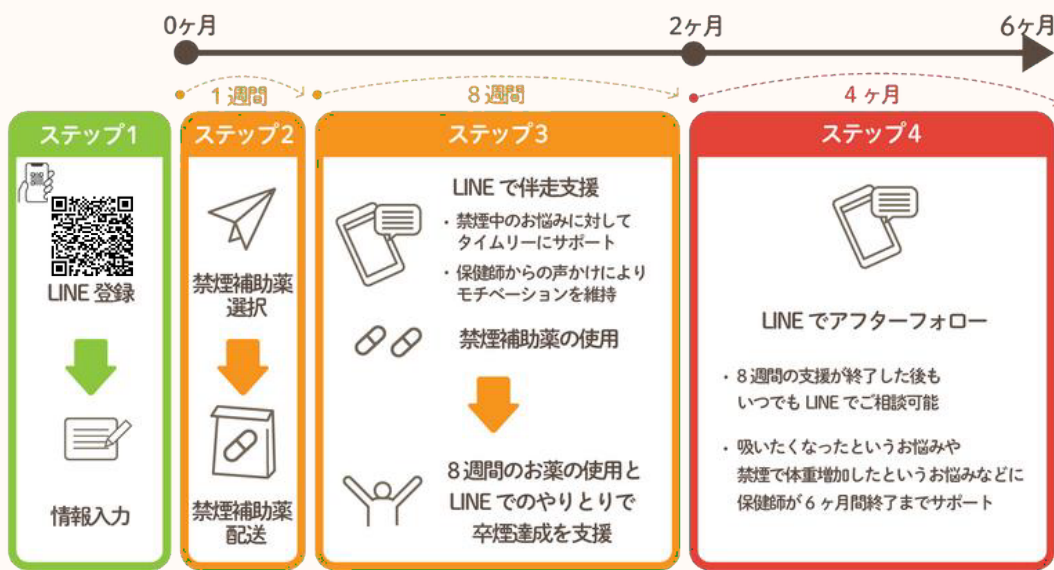 0ヶ月
2ヶ月
6ヶ月
1週間
8週間
4ヶ月
ステップ1
LINE 登録
情報入力
ステップ2
禁煙補助薬
選択
禁煙補助薬
配送
ステップ3
LINE で伴走支援
・禁煙中のお悩みに対して
タイムリーにサポート
・保健師からの声かけにより
モチベーションを維持
禁煙補助薬の使用
8週間のお薬の使用と
LINE でのやりとりで
卒煙達成を支援
ステップ4
LINE でアフターフォロー
・8週間の支援が終了した後も
いつでも LINE でご相談可能
・吸いたくなったというお悩みや
禁煙で体重増加したというお悩みなどに
保健師が6ヶ月間終了までサポート